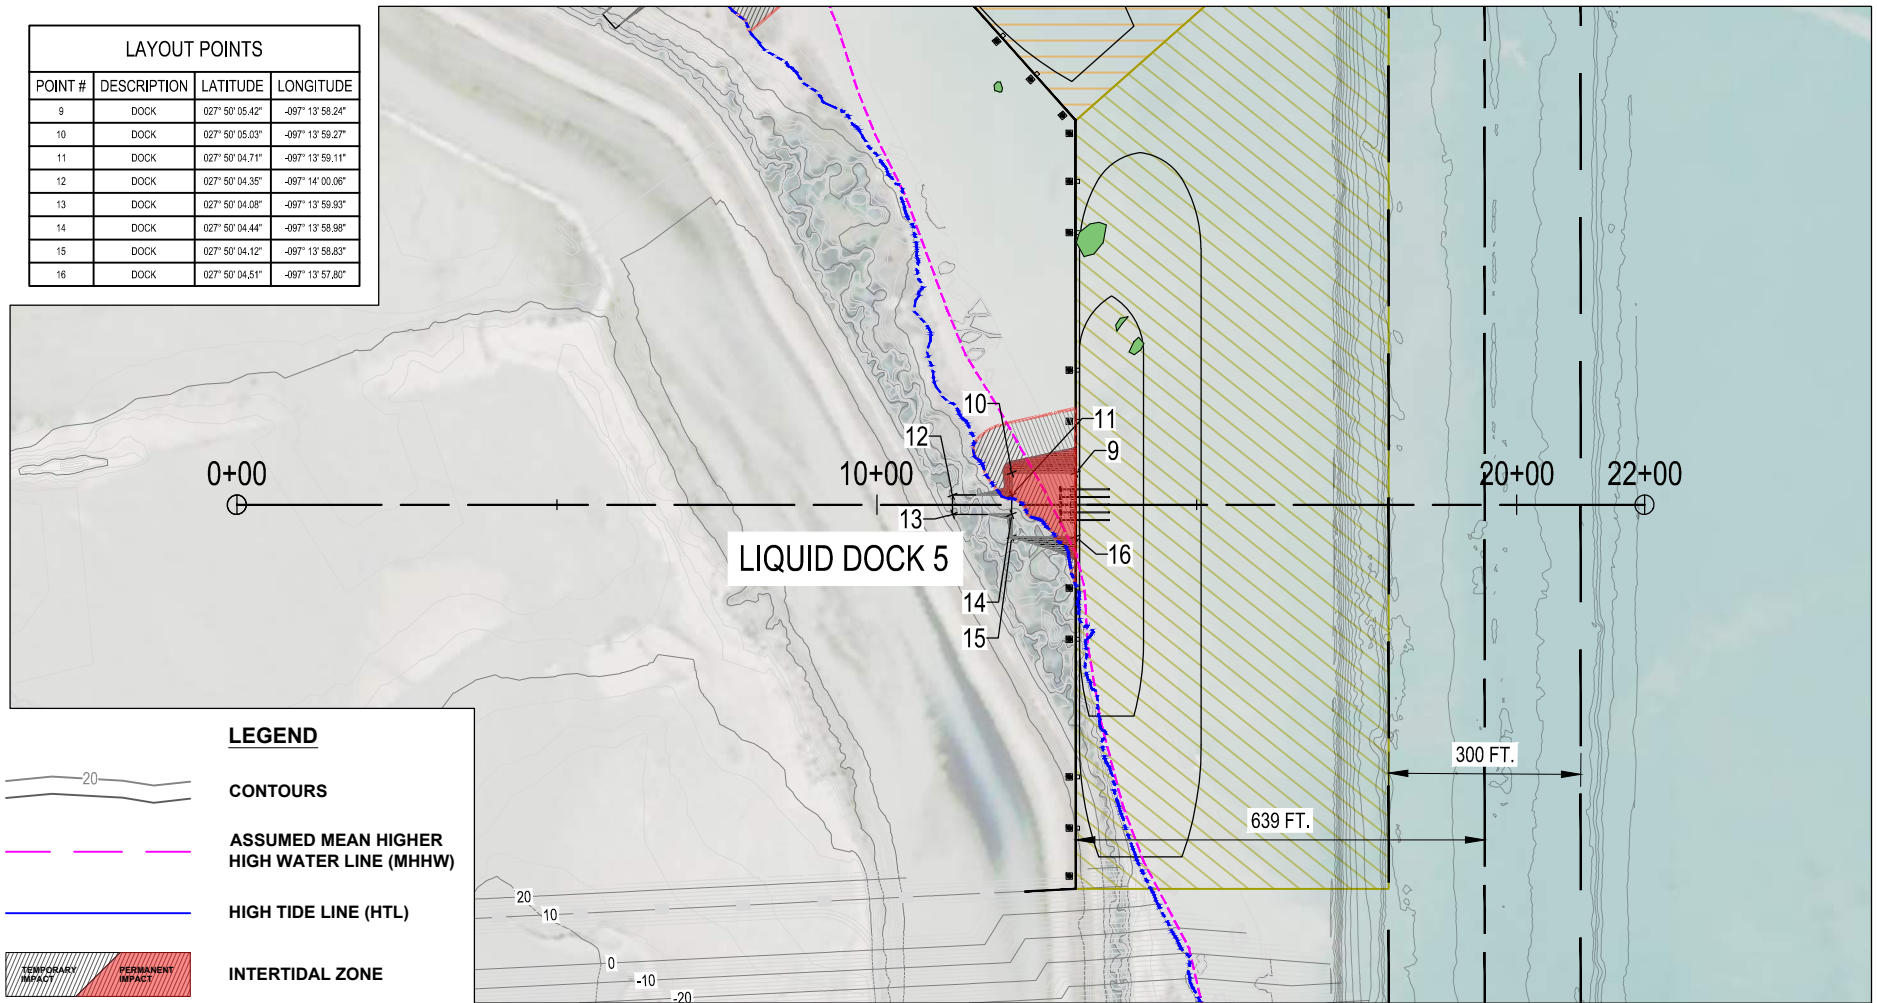 LAYOUT POINTS
POINT # DESCRIPTION LATITUDE LONGITUDE
9 DOCK 027° 50' 05.42" -097° 13' 58.24"
10 DOCK 027° 50' 05.03" -097° 13' 59.27"
11 DOCK 027° 50' 04.71" -097° 13' 59.11"
12 DOCK 027° 50' 04.35" -097° 14' 00.06"
13 DOCK 027° 50' 04.08" -097° 13' 59.93"
14 DOCK 027° 50' 04.44" -097° 13' 58.98"
15 DOCK 027° 50' 04.12" -097° 13' 58.83"
16 DOCK 027° 50' 04.51" -097° 13' 57.80"
10
11
12
9
0+00
10+00
20+00
22+00
13
16
LIQUID DOCK 5
14
15
300 FT.
639 FT.
20
10
0
-10
-20
LEGEND
20
CONTOURS
ASSUMED MEAN HIGHER
HIGH WATER LINE (MHHW)
HIGH TIDE LINE (HTL)
TEMPORARY
IMPACT
PERMANENT
IMPACT
INTERTIDAL ZONE